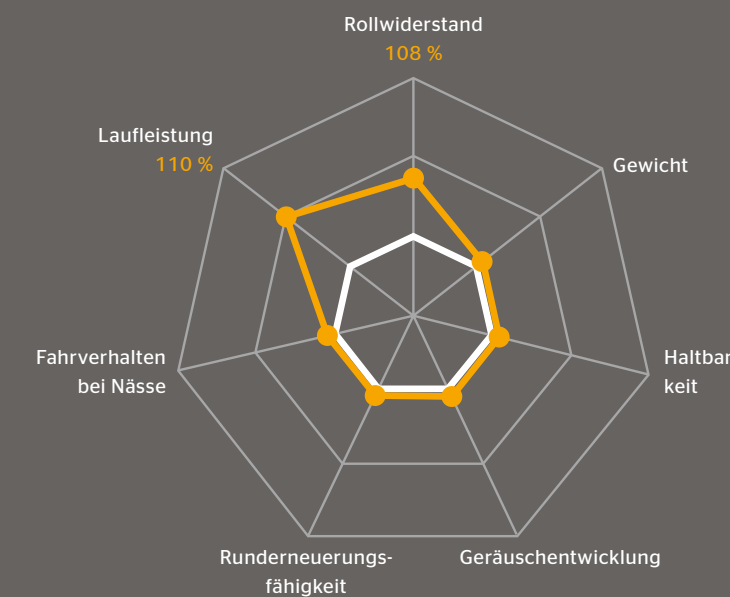 Rollwiderstand
108 %
Laufleistung
110 %
Gewicht
Fahrverhalten
bei Nässe
Haltbar
keit
Runderneuerungs-
fähigkeit
Geräuschentwicklung